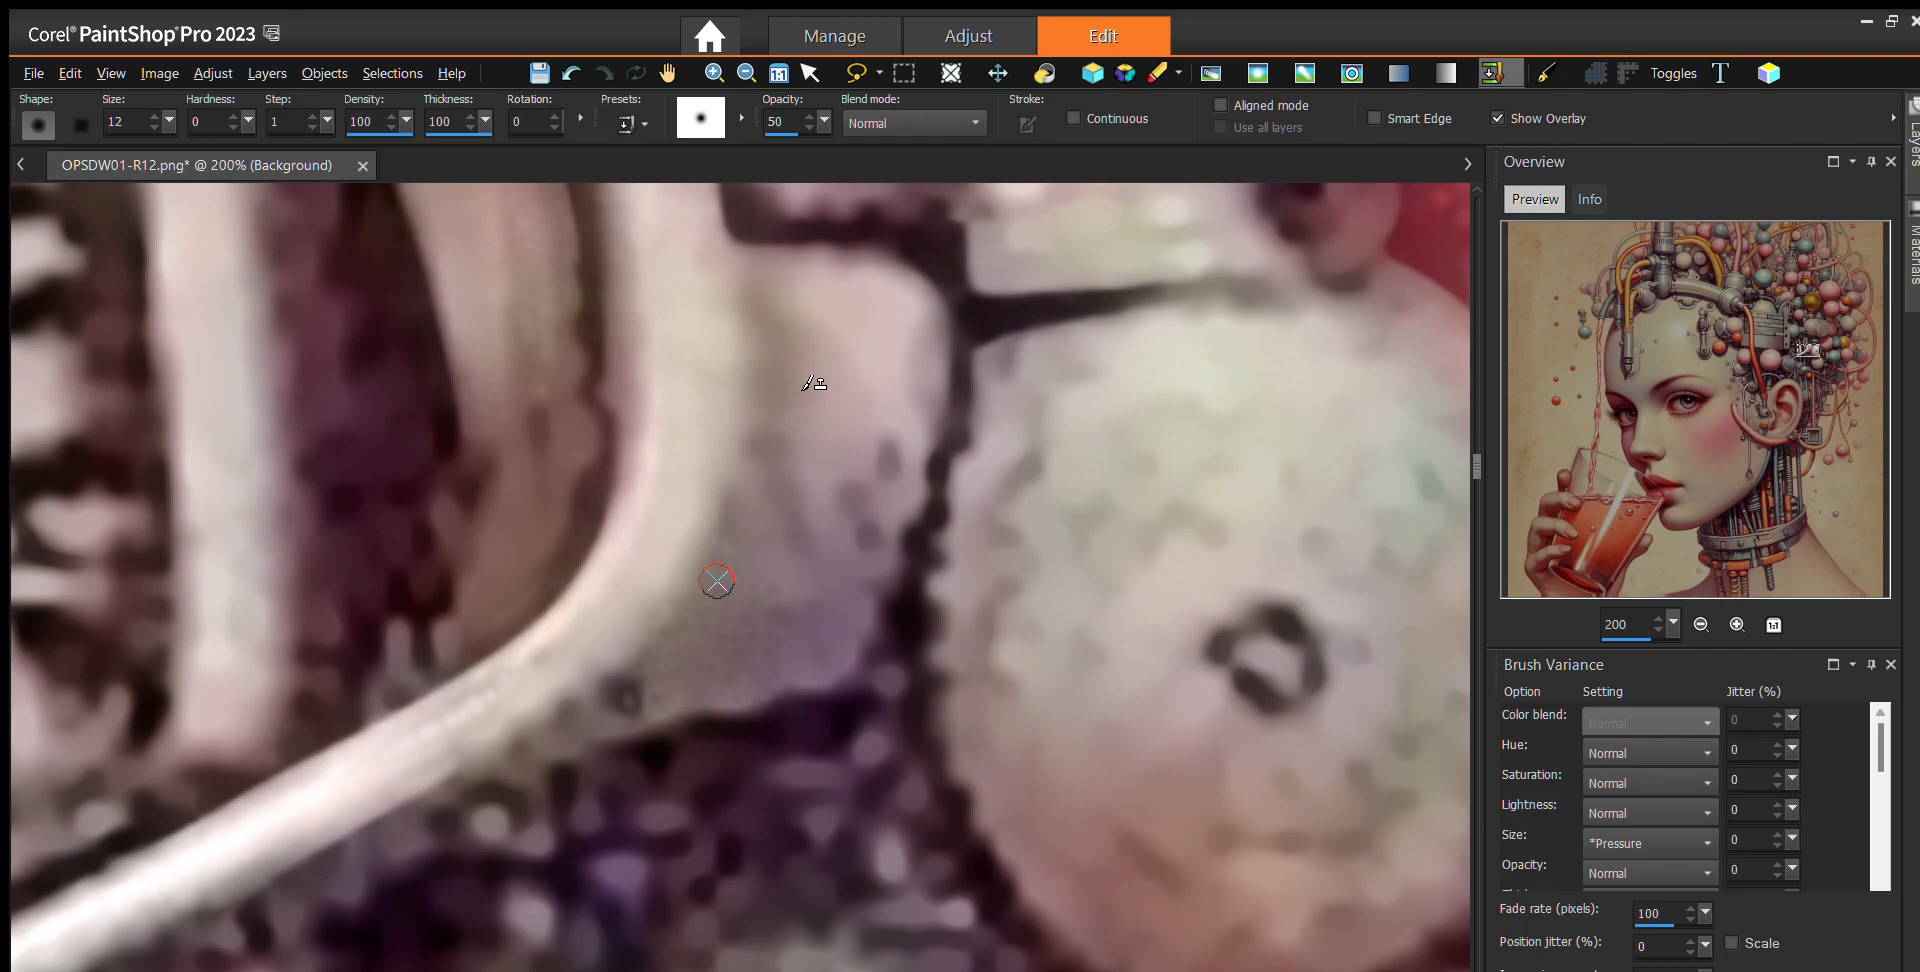 Corel® PaintShop® Pro 2023
Manage
Adjust
Edit
File
Edit
View
Image
Adjust
Layers
Objects
Selections
Help
1:1
Toggles
T
Shape:
Size:
Hardness:
Step:
Density:
Thickness:
Rotation:
Presets:
Opacity:
Blend mode:
Stroke:
12
0
1
100
100
0
50
Normal
Continuous
Aligned mode
Use all layers
Smart Edge
Show Overlay
OPSDW01-R12.png* @ 200% (Background)
Overview
Preview
Info
Layers
Materials
200
1:1
Brush Variance
Option
Setting
Jitter (%)
Color blend:
Normal
0
Hue:
Normal
0
Saturation:
Normal
0
Lightness:
Normal
0
Size:
*Pressure
0
Opacity:
Normal
0
Fade rate (pixels):
100
Position jitter (%):
0
Scale